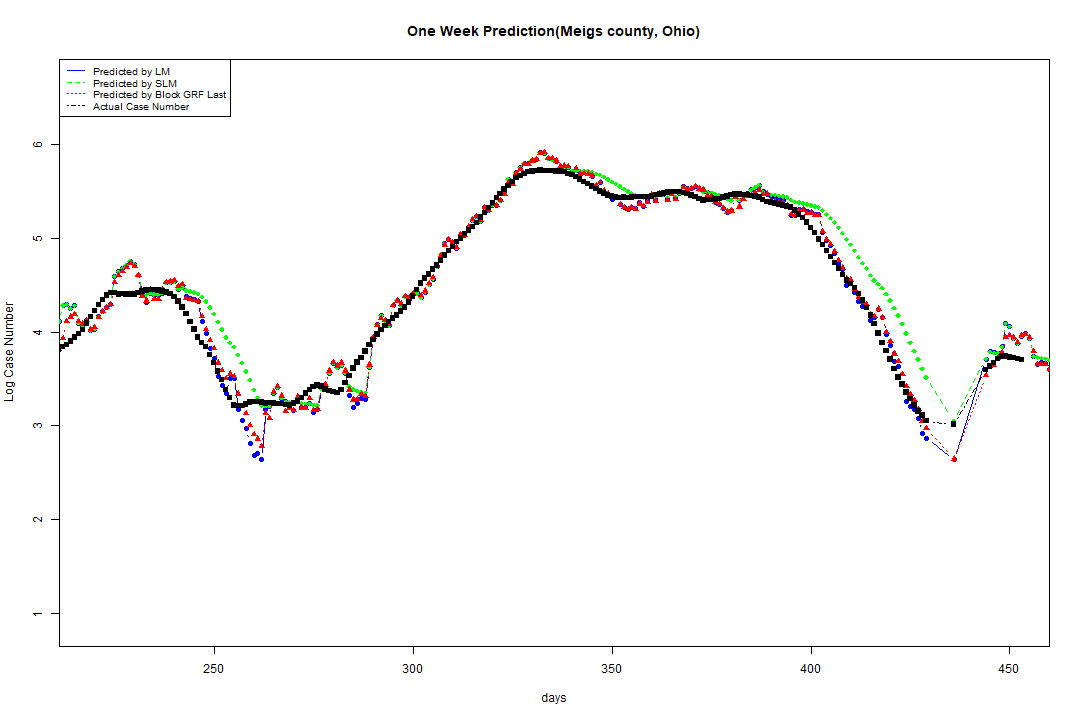 One Week Prediction(Meigs county, Ohio)
Predicted by LM
Predicted by SLM
Predicted by Block GRF Last
Actual Case Number
Log Case Number
6
5
4
3
2
1
250 300 350 400 450
days